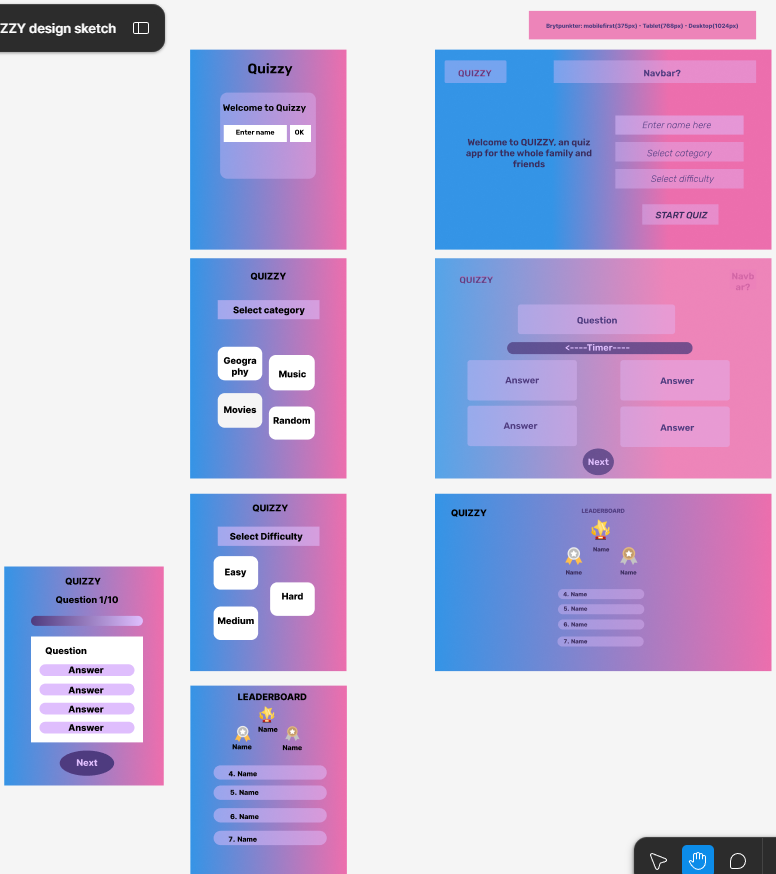 ZZY design sketch
Brytpunkter: mobilefirst(375px) - Tablet(768px) - Desktop(1024px)
Quizzy
Welcome to Quizzy
Enter name
OK
QUIZZY
Navbar?
Welcome to QUIZZY, an quiz
app for the whole family and
friends
Enter name here
Select category
Select difficulty
START QUIZ
QUIZZY
Select category
Geogra
phy
Music
Movies
Random
QUIZZY
Navb
ar?
Question
<----Timer----
Answer
Answer
Answer
Answer
Next
QUIZZY
Select Difficulty
Easy
Hard
Medium
QUIZZY
LEADERBOARD
Name
Name
Name
4. Name
5. Name
6. Name
7. Name
QUIZZY
Question 1/10
Question
Answer
Answer
Answer
Answer
Next
LEADERBOARD
Name
Name
Name
4. Name
5. Name
6. Name
7. Name